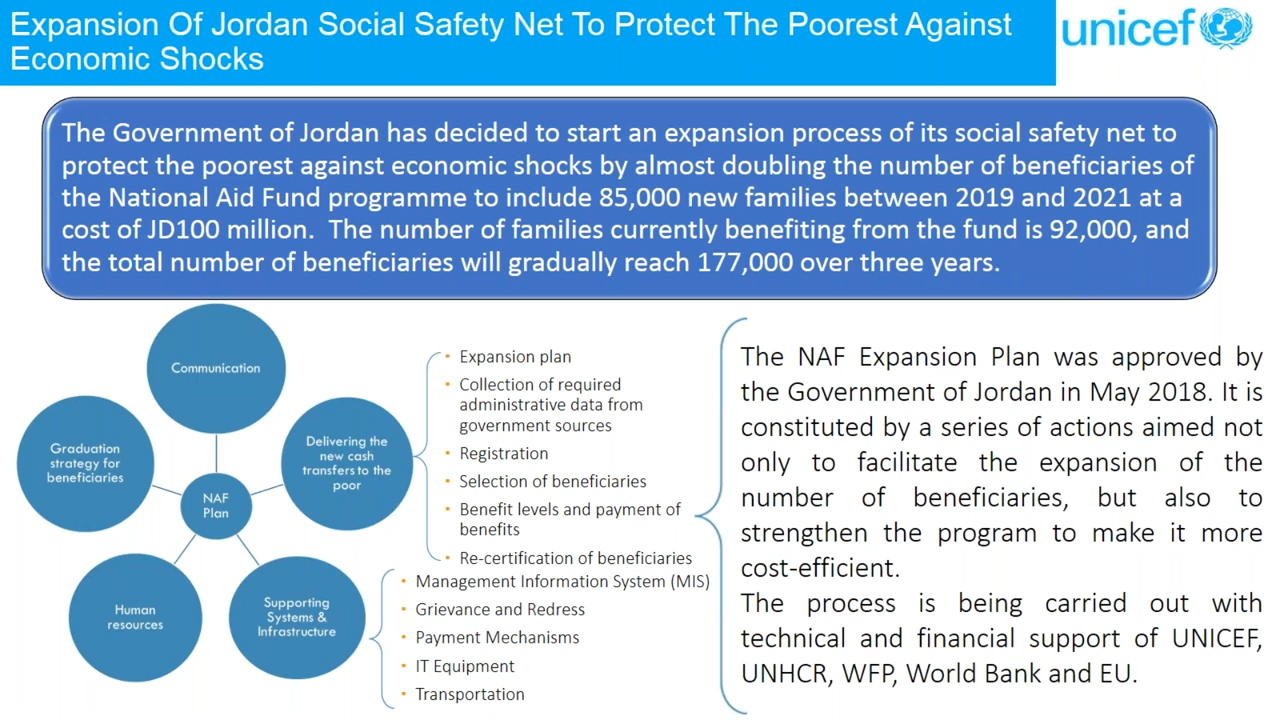 Expansion Of Jordan Social Safety Net To Protect The Poorest Against
Economic Shocks
unicef
The Government of Jordan has decided to start an expansion process of its social safety net to
protect the poorest against economic shocks by almost doubling the number of beneficiaries of
the National Aid Fund programme to include 85,000 new families between 2019 and 2021 at a
cost of JD100 million.  The number of families currently benefiting from the fund is 92,000, and
the total number of beneficiaries will gradually reach 177,000 over three years.
Communication
Graduation
strategy for
beneficiaries
Delivering the
new cash
transfers to the
poor
NAF
Plan
Human
resources
Supporting
Systems &
Infrastructure
• Expansion plan
• Collection of required
administrative data from
government sources
• Registration
• Selection of beneficiaries
• Benefit levels and payment of
benefits
• Re-certification of beneficiaries
• Management Information System (MIS)
• Grievance and Redress
• Payment Mechanisms
• IT Equipment
• Transportation
The NAF Expansion Plan was approved by
the Government of Jordan in May 2018. It is
constituted by a series of actions aimed not
only to facilitate the expansion of the
number of beneficiaries, but also to
strengthen the program to make it more
cost-efficient.
The process is being carried out with
technical and financial support of UNICEF,
UNHCR, WFP, World Bank and EU.